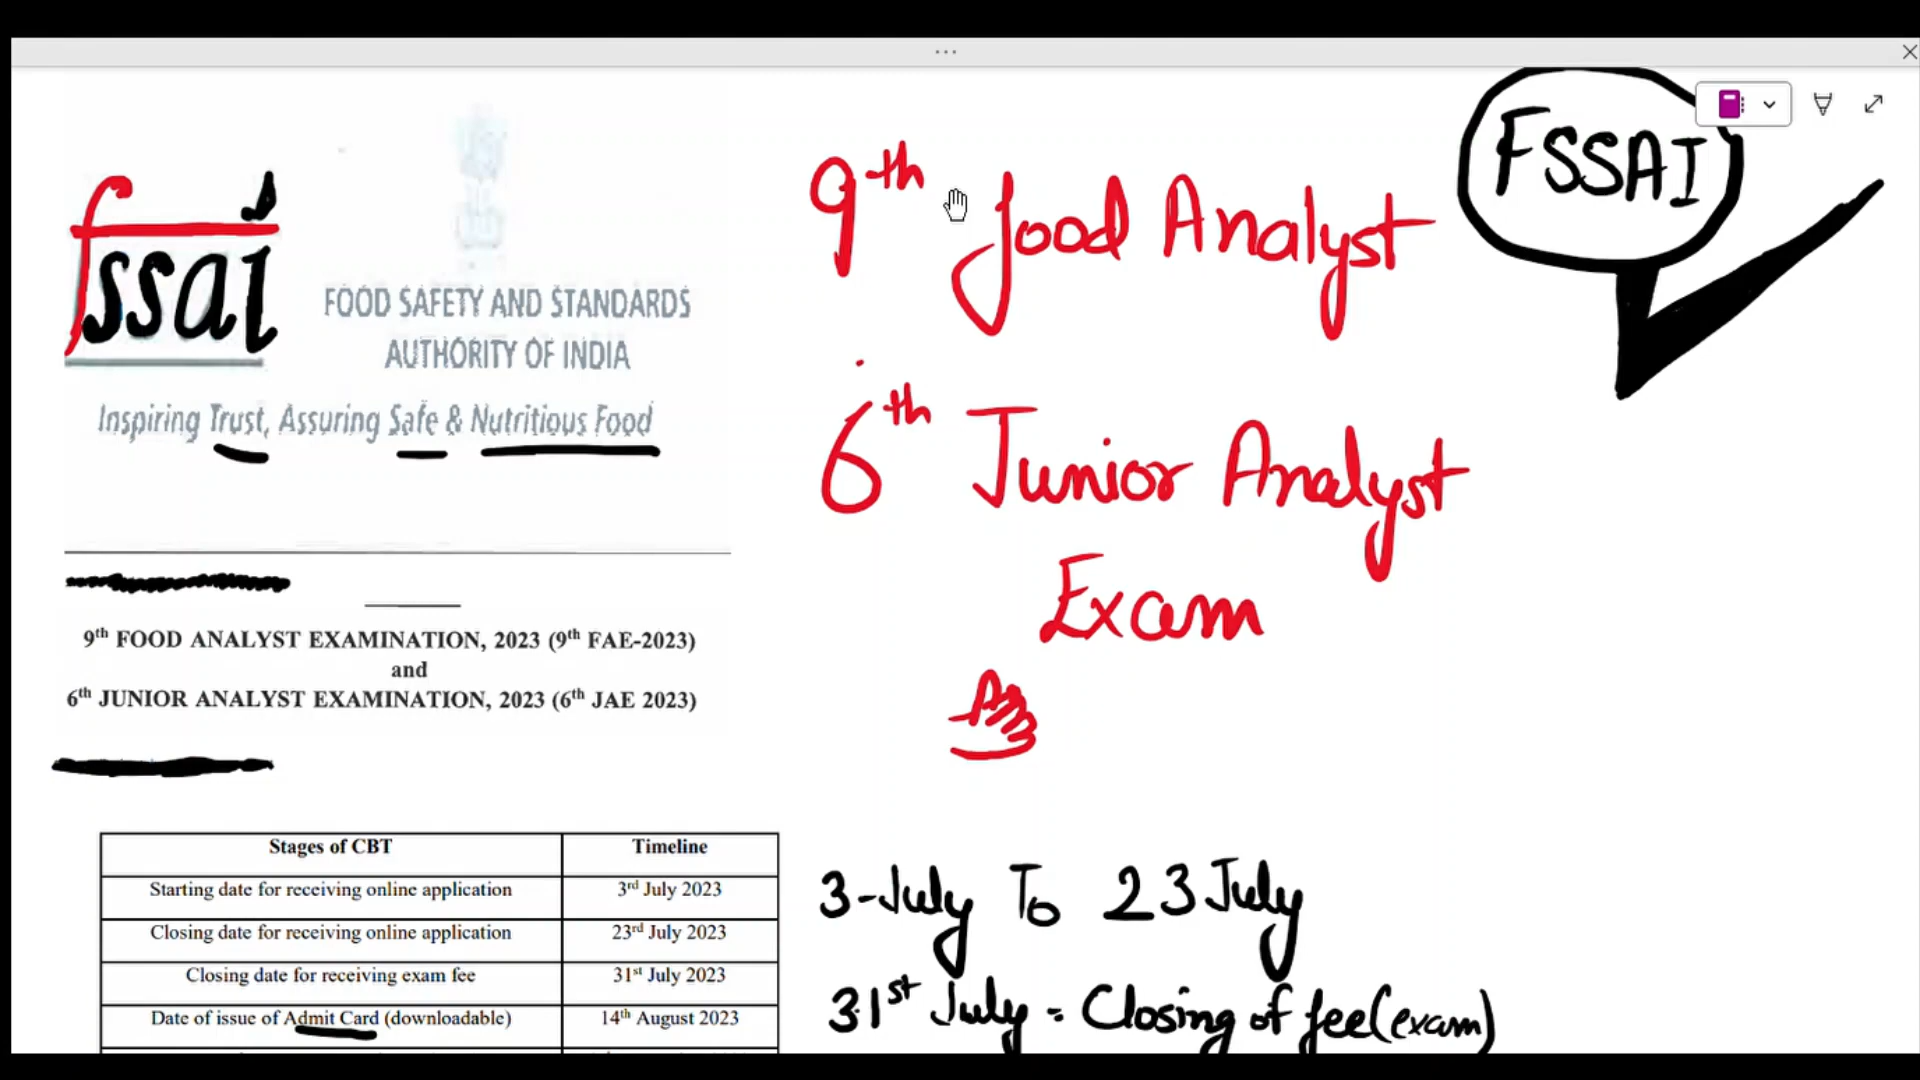 fssai
FOOD SAFETY AND STANDARDS
AUTHORITY OF INDIA
Inspiring Trust, Assuring Safe & Nutritious Food
9th FOOD ANALYST EXAMINATION, 2023 (9th FAE-2023)
and
6th JUNIOR ANALYST EXAMINATION, 2023 (6th JAE 2023)
Stages of CBT Timeline
Starting date for receiving online application 3rd July 2023
Closing date for receiving online application 23rd July 2023
Closing date for receiving exam fee 31st July 2023
Date of issue of Admit Card (downloadable) 14th August 2023
FSSAI
9th food Analyst
6th Junior Analyst
Exam
3-July To 23 July
31st July = Closing of fee(exam)